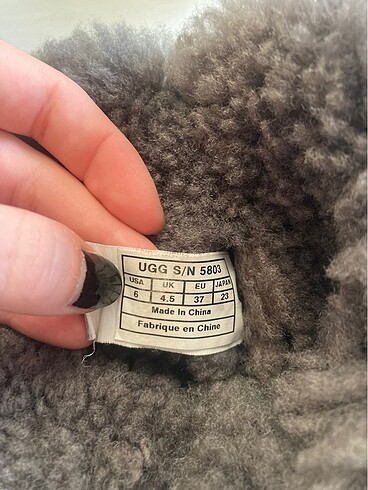 UGG S/N 5803
USA UK EU JAPAN
6 4.5 37 23
Made In China
Fabrique en Chine